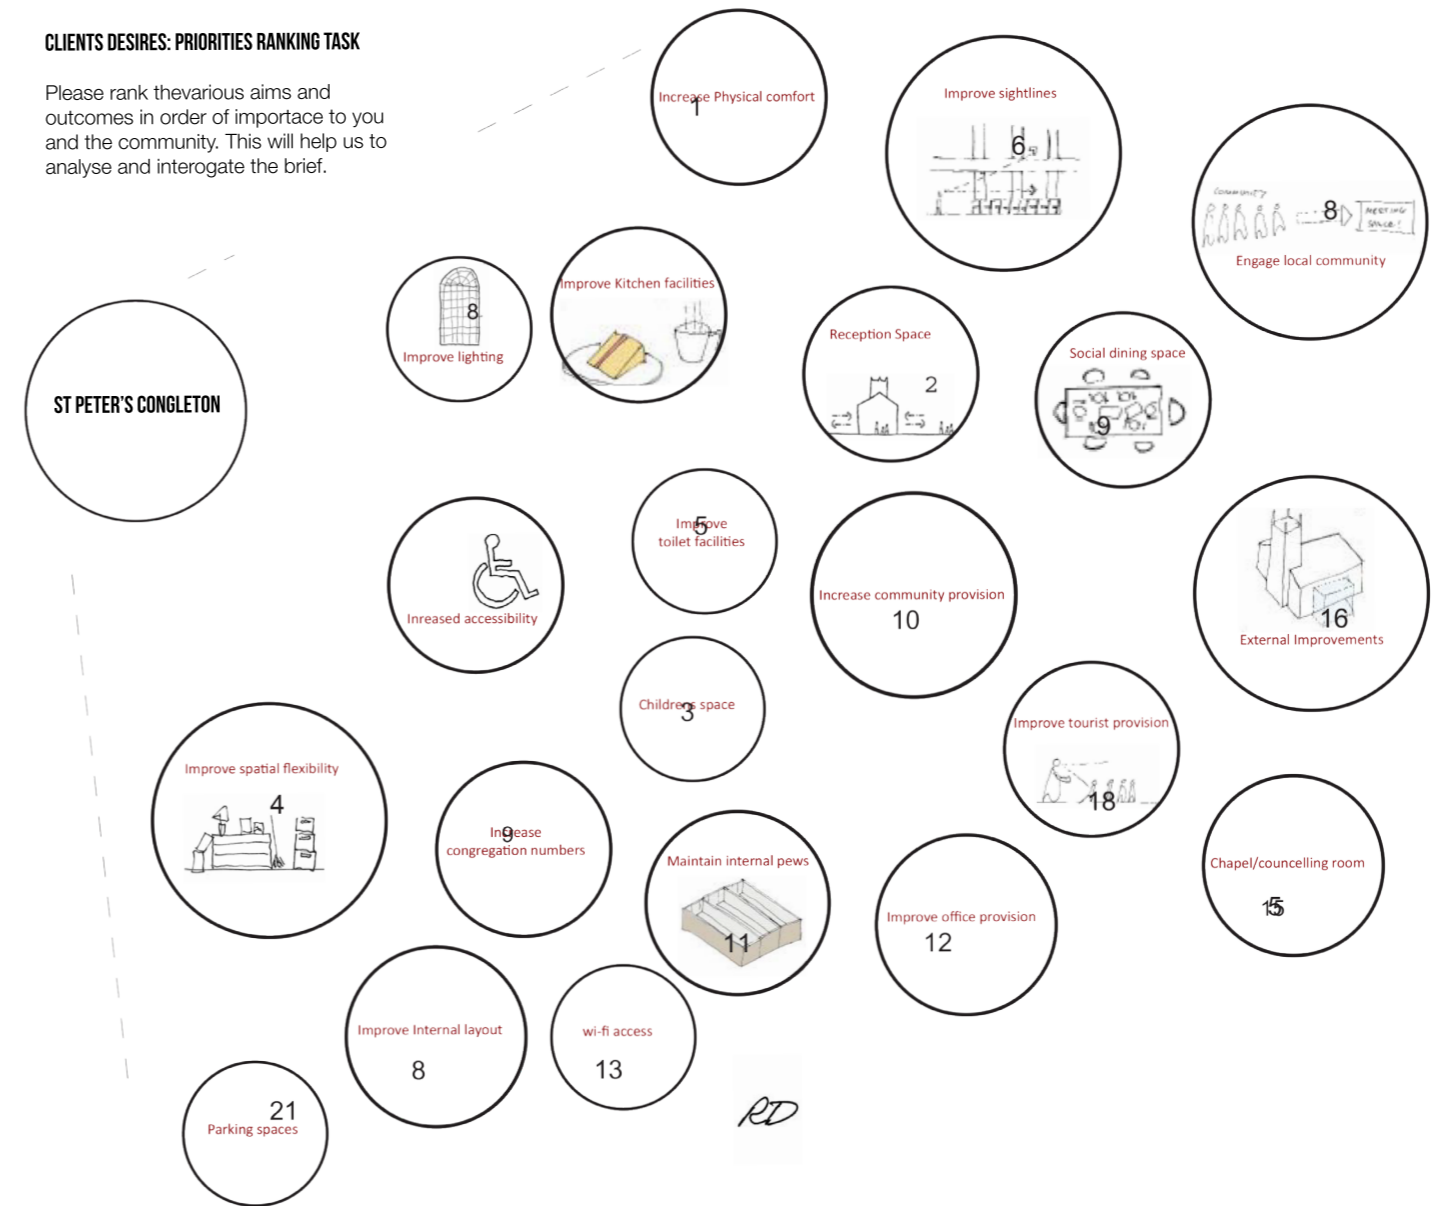 CLIENTS DESIRES: PRIORITIES RANKING TASK
Please rank thevarious aims and
outcomes in order of importace to you
and the community. This will help us to
analyse and interogate the brief.
ST PETER'S CONGLETON
Increase Physical comfort
1
Improve sightlines
6
COMMUNITY
8
MEETING
SPACE!
Engage local community
8
Improve lighting
Improve Kitchen facilities
Reception Space
2
Social dining space
9
Inreased accessibility
5
Improve
toilet facilities
Increase community provision
10
16
External Improvements
Childrens space
3
Improve tourist provision
18
Improve spatial flexibility
4
9
Increase
congregation numbers
Maintain internal pews
11
Improve office provision
12
Chapel/councelling room
15
Improve Internal layout
8
wi-fi access
13
21
Parking spaces
RD